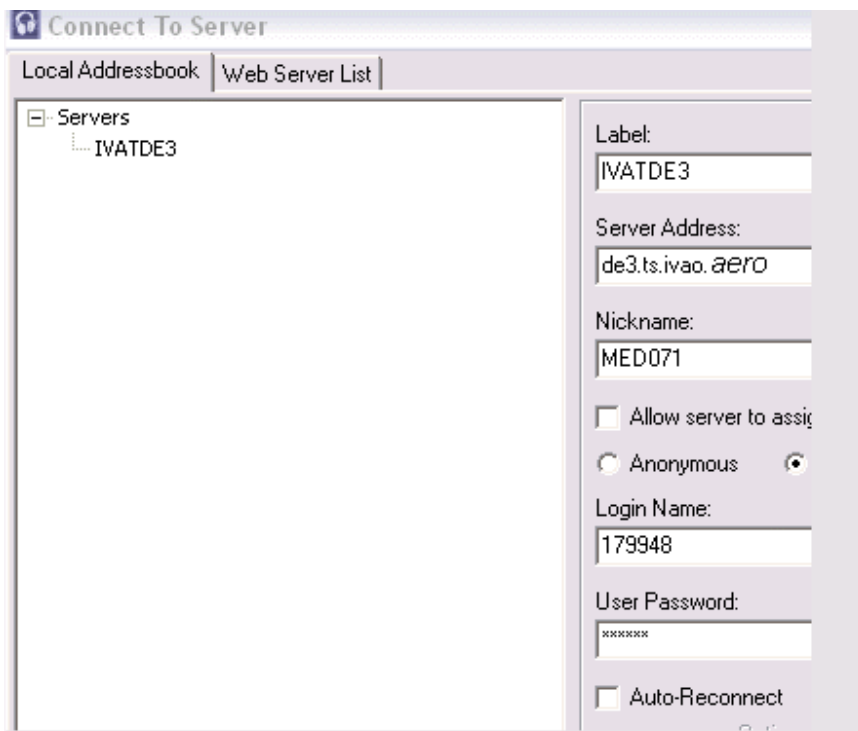 Connect To Server
Local Addressbook Web Server List
Servers
IVATDE3
Label:
IVATDE3
Server Address:
de3.ts.ivao.aero
Nickname:
MED071
Allow server to assig
Anonymous
Login Name:
179948
User Password:
******
Auto-Reconnect